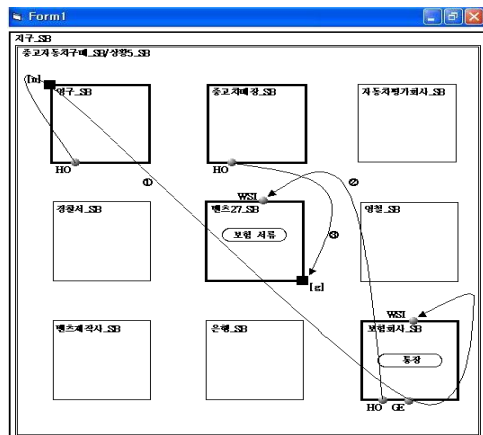 Form1
지구_SB
중고자동차구매_SB/상황5_SB
[n]
영구_SB
중고차매장_SB
자동차평가회사_SB
HO
HO
①
②
WSI
경찰서_SB
벤츠27_SB
영철_SB
보험 서류
③
[g]
벤츠제작사_SB
은행_SB
WSI
보험회사_SB
통장
HO GE